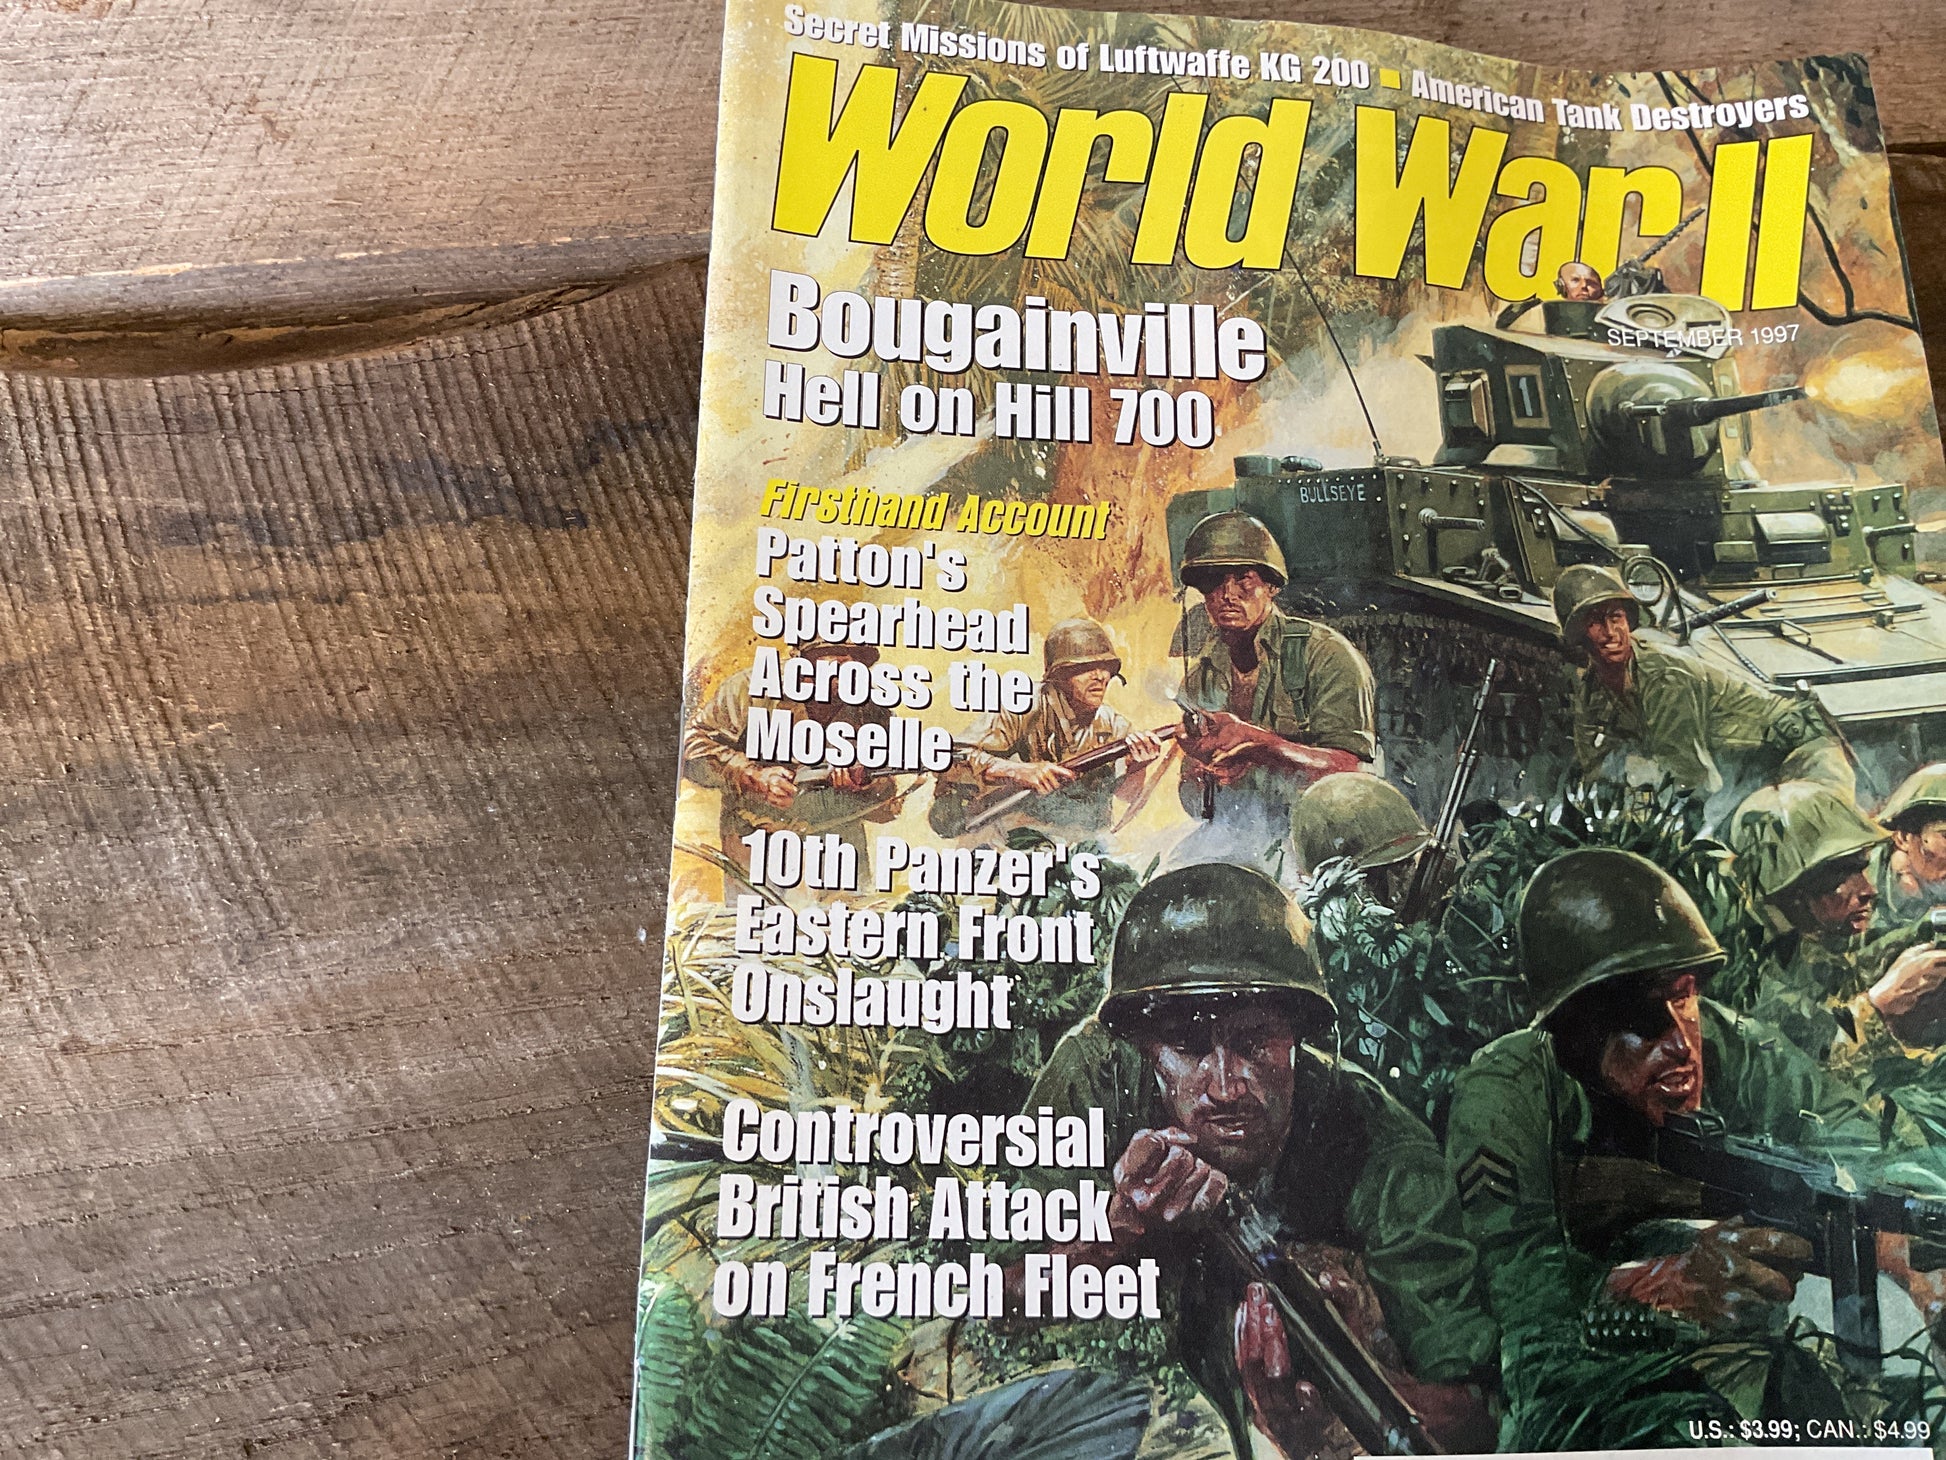 Secret Missions of Luftwaffe KG 200 ▪ American Tank Destroyers
World War II
SEPTEMBER 1997
Bougainville
Hell on Hill 700
1
BULLSEYE
Firsthand Account
Patton's
Spearhead
Across the
Moselle
10th Panzer's
Eastern Front
Onslaught
Controversial
British Attack
on French Fleet
U.S.: $3.99; CAN.: $4.99